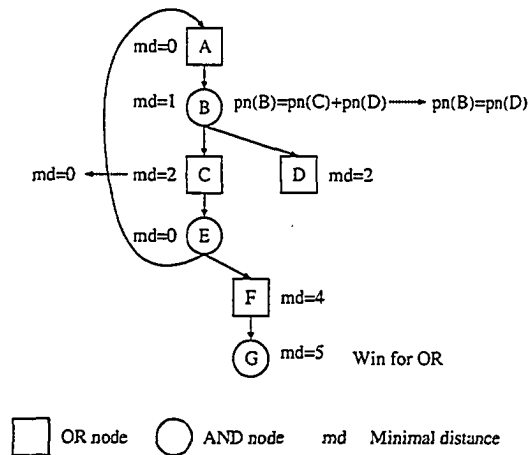 md=0 A
md=1 B pn(B)=pn(C)+pn(D) pn(B)=pn(D)
md=0 md=2 C D md=2
md=0 E
F md=4
G md=5 Win for OR
OR node AND node md Minimal distance